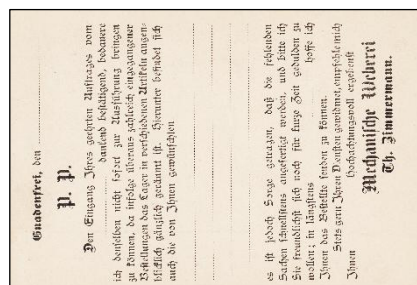 Gnadenfrei, den
P. P.
Den Eingang Ihres geehrten Auftrages vom
dankend bestätigend, bedauere
ich denselben nicht sofort zur Ausführung bringen
zu können, da infolge überaus zahlreich eingegangener
Bestellungen das Lager in verschiedenen Artikeln augen-
blicklich gänzlich geräumt ist. Hierunter befindet sich
auch die von Ihnen gewünschten
es ist jedoch Sorge getragen, daß die fehlenden
Sachen schnellstens angefertigt werden, und bitte ich
Sie freundlichst sich noch für kurze Zeit gedulden zu
wollen; in längstens hoffe ich
Ihnen das Bestellte senden zu können.
Stets gern Ihren Diensten gewidmet, empfehle mich
Ihnen hochachtungsvoll ergebenst
Mechanische Weberei
Th. Zimmermann.